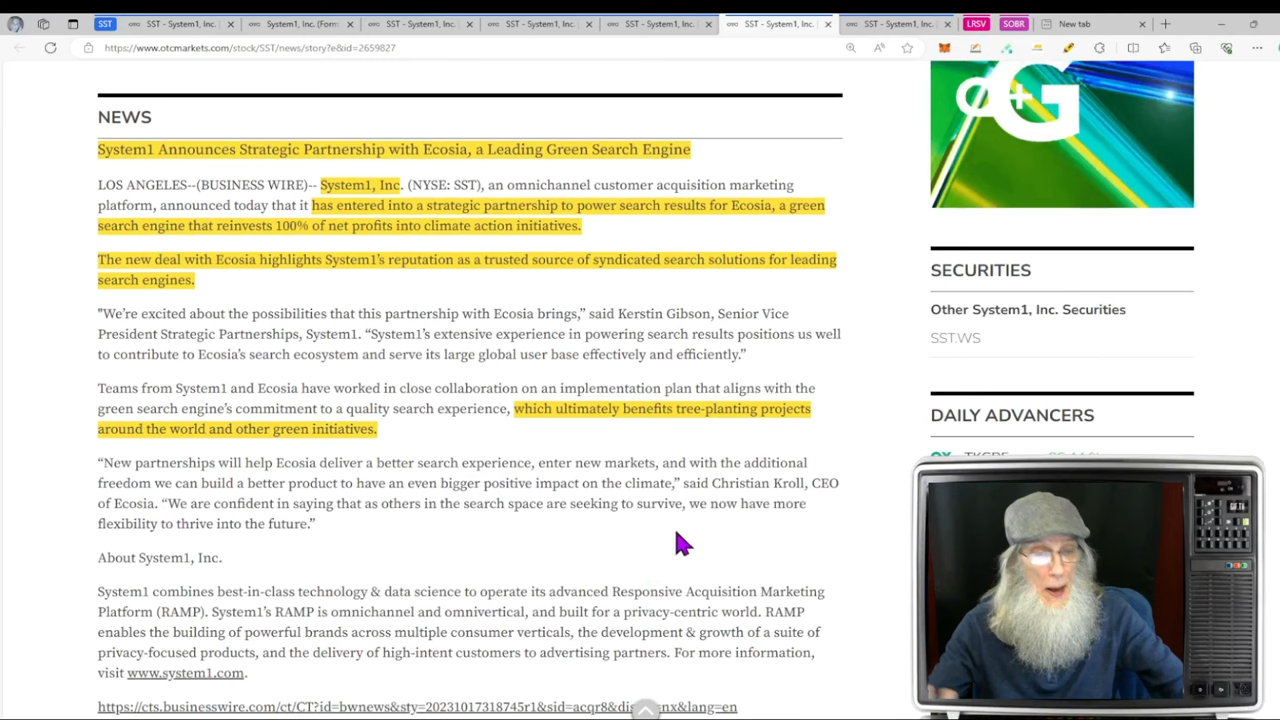 SST
SST - System1, Inc.
System1, Inc. (Form
SST - System1, Inc.
SST - System1, Inc.
SST - System1, Inc.
SST - System1, Inc.
SST - System1, Inc.
LRSV
SOBR
New tab
https://www.otcmarkets.com/stock/SST/news/story?e&id=2659827
NEWS
System1 Announces Strategic Partnership with Ecosia, a Leading Green Search Engine
LOS ANGELES--(BUSINESS WIRE)-- System1, Inc. (NYSE: SST), an omnichannel customer acquisition marketing
platform, announced today that it has entered into a strategic partnership to power search results for Ecosia, a green
search engine that reinvests 100% of net profits into climate action initiatives.
The new deal with Ecosia highlights System1’s reputation as a trusted source of syndicated search solutions for leading
search engines.
"We’re excited about the possibilities that this partnership with Ecosia brings,” said Kerstin Gibson, Senior Vice
President Strategic Partnerships, System1. “System1’s extensive experience in powering search results positions us well
to contribute to Ecosia’s search ecosystem and serve its large global user base effectively and efficiently.”
Teams from System1 and Ecosia have worked in close collaboration on an implementation plan that aligns with the
green search engine’s commitment to a quality search experience, which ultimately benefits tree-planting projects
around the world and other green initiatives.
“New partnerships will help Ecosia deliver a better search experience, enter new markets, and with the additional
freedom we can build a better product to have an even bigger positive impact on the climate,” said Christian Kroll, CEO
of Ecosia. “We are confident in saying that as others in the search space are seeking to survive, we now have more
flexibility to thrive into the future.”
About System1, Inc.
System1 combines best-in-class technology & data science to operate its advanced Responsive Acquisition Marketing
Platform (RAMP). System1’s RAMP is omnichannel and omnivertical, and built for a privacy-centric world. RAMP
enables the building of powerful brands across multiple consumer verticals, the development & growth of a suite of
privacy-focused products, and the delivery of high-intent customers to advertising partners. For more information,
visit www.system1.com.
https://cts.businesswire.com/ct/CT?id=bwnews&sty=20231017318745r1&sid=acqr8&dis nx&lang=en
G
SECURITIES
Other System1, Inc. Securities
SST.WS
DAILY ADVANCERS